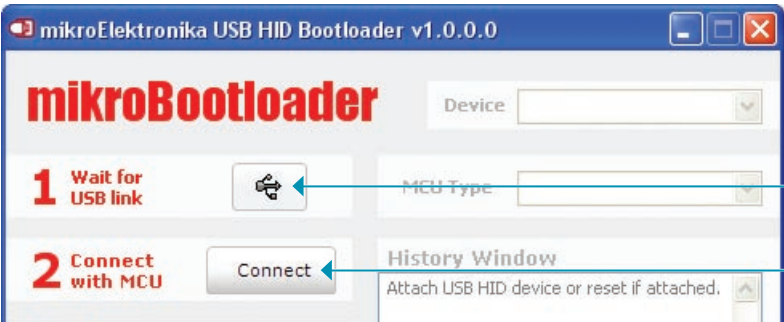 mikroElektronika USB HID Bootloader v1.0.0.0
mikroBootloader
Device
1 Wait for
USB link
MCU Type
2 Connect
with MCU
Connect
History Window
Attach USB HID device or reset if attached.